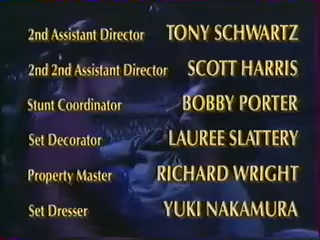 2nd Assistant Director TONY SCHWARTZ
2nd 2nd Assistant Director SCOTT HARRIS
Stunt Coordinator BOBBY PORTER
Set Decorator LAUREE SLATTERY
Property Master RICHARD WRIGHT
Set Dresser YUKI NAKAMURA